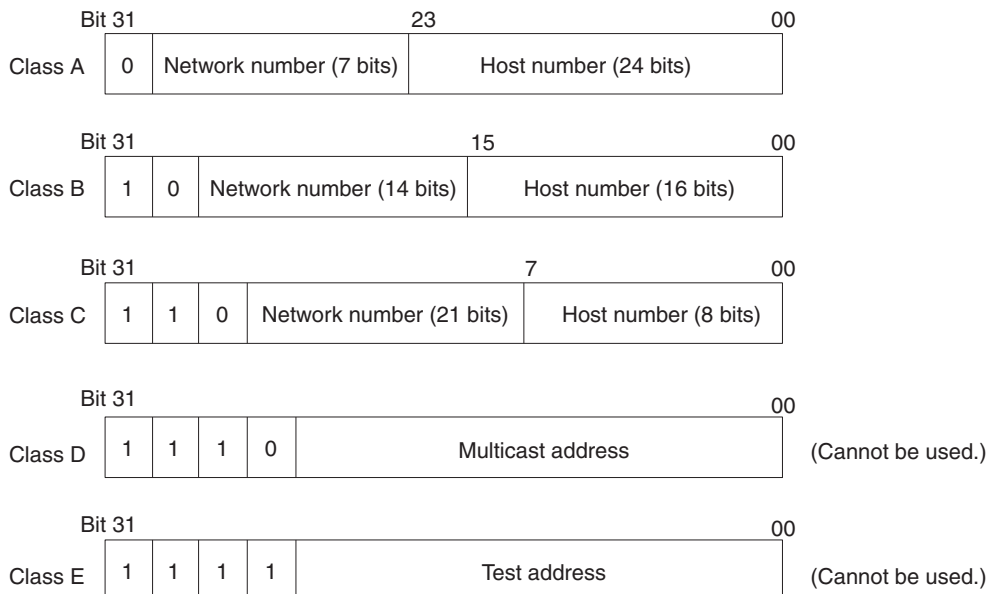 Bit 31 23 00
Class A 0 Network number (7 bits) Host number (24 bits)
Bit 31 15 00
Class B 1 0 Network number (14 bits) Host number (16 bits)
Bit 31 7 00
Class C 1 1 0 Network number (21 bits) Host number (8 bits)
Bit 31 00
Class D 1 1 1 0 Multicast address (Cannot be used.)
Bit 31 00
Class E 1 1 1 1 Test address (Cannot be used.)